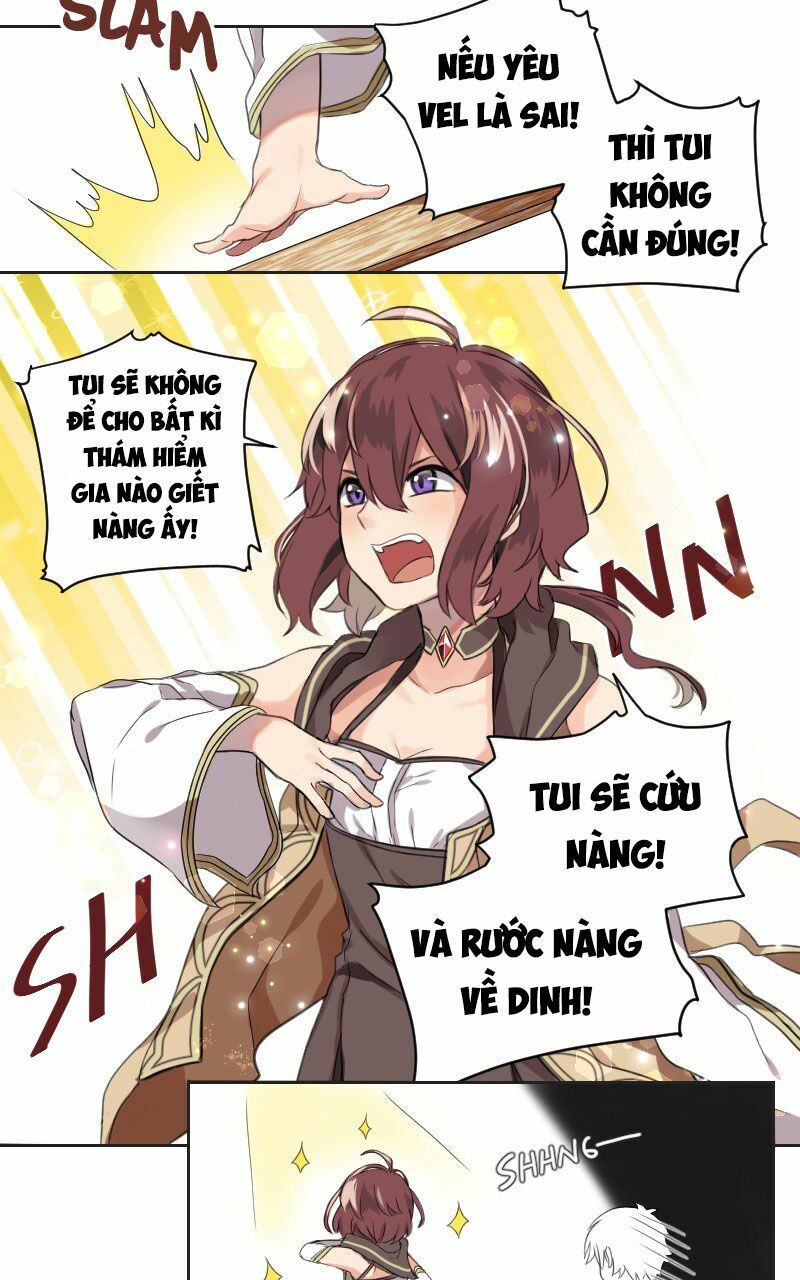 SLAM
NẾU YÊU
VEL LÀ SAI!
THÌ TUI
KHÔNG
CẦN ĐÚNG!
TUI SẼ KHÔNG
ĐỂ CHO BẤT KÌ
THÁM HIỂM
GIA NÀO GIẾT
NÀNG ẤY!
SH
NN
TUI SẼ CỨU
NÀNG!
VÀ RƯỚC NÀNG
VỀ DINH!
SHHNG